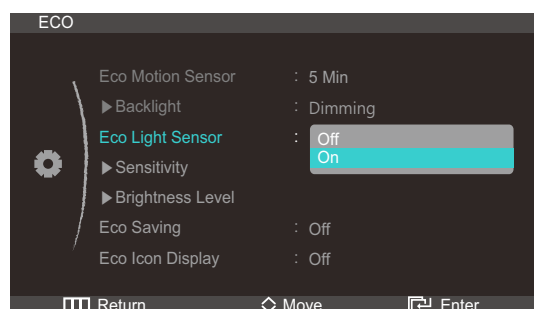 ECO
Eco Motion Sensor : 5 Min
▶Backlight : Dimming
Eco Light Sensor : Off
On
▶Sensitivity
▶Brightness Level
Eco Saving : Off
Eco Icon Display : Off
Return Move Enter